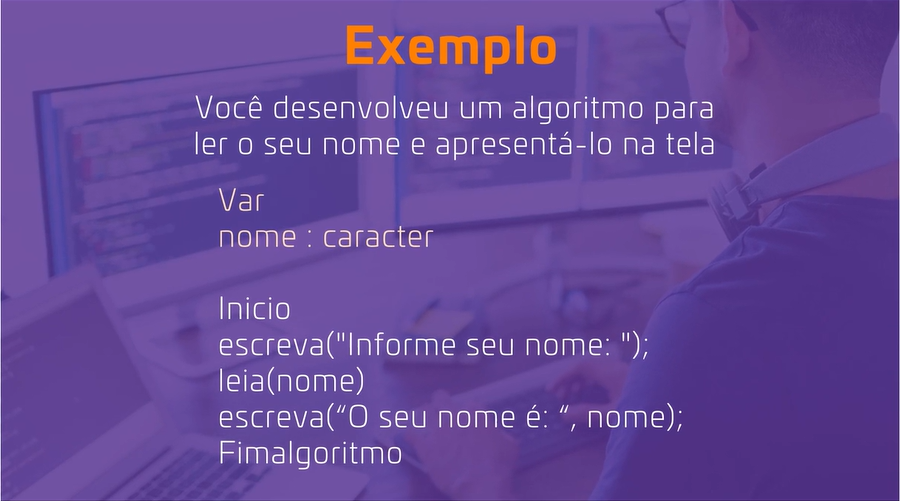 Exemplo
Você desenvolveu um algoritmo para
ler o seu nome e apresentá-lo na tela
Var
nome : caracter
Inicio
escreva("Informe seu nome: ");
leia(nome)
escreva(“O seu nome é: “, nome);
Fimalgoritmo